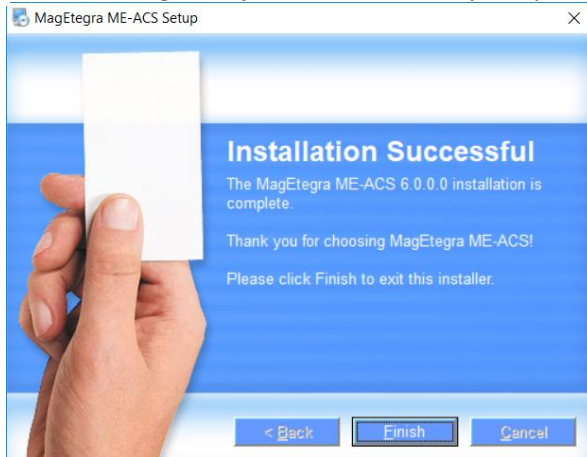 MagEtegra ME-ACS Setup
Installation Successful
The MagEtegra ME-ACS 6.0.0.0 installation is
complete.
Thank you for choosing MagEtegra ME-ACS!
Please click Finish to exit this installer.
< Back Finish Cancel